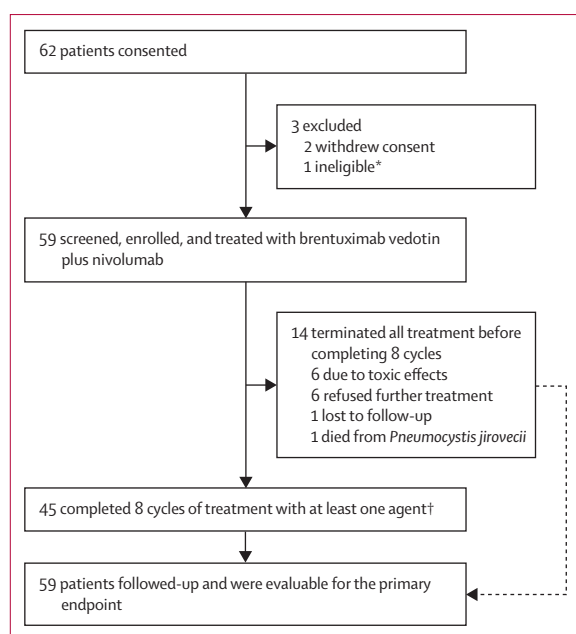 62 patients consented
3 excluded
2 withdrew consent
1 ineligible*
59 screened, enrolled, and treated with brentuximab vedotin
plus nivolumab
14 terminated all treatment before
completing 8 cycles
6 due to toxic effects
6 refused further treatment
1 lost to follow-up
1 died from Pneumocystis jirovecii
45 completed 8 cycles of treatment with at least one agent†
59 patients followed-up and were evaluable for the primary
endpoint